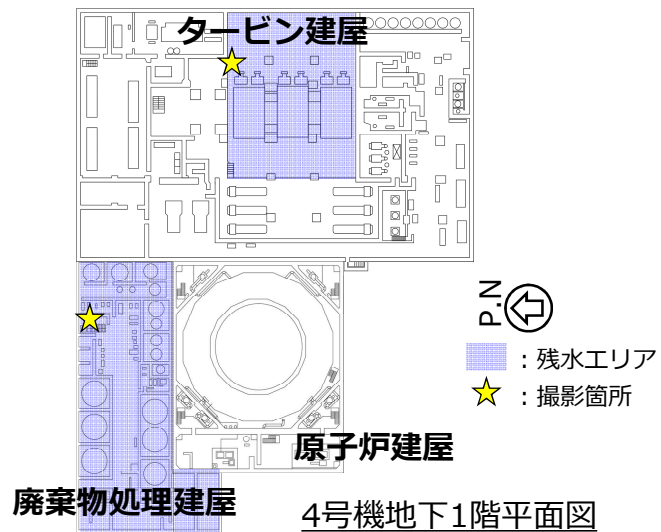 タービン建屋
P.N
：残水エリア
：撮影箇所
原子炉建屋
廃棄物処理建屋
4号機地下1階平面図